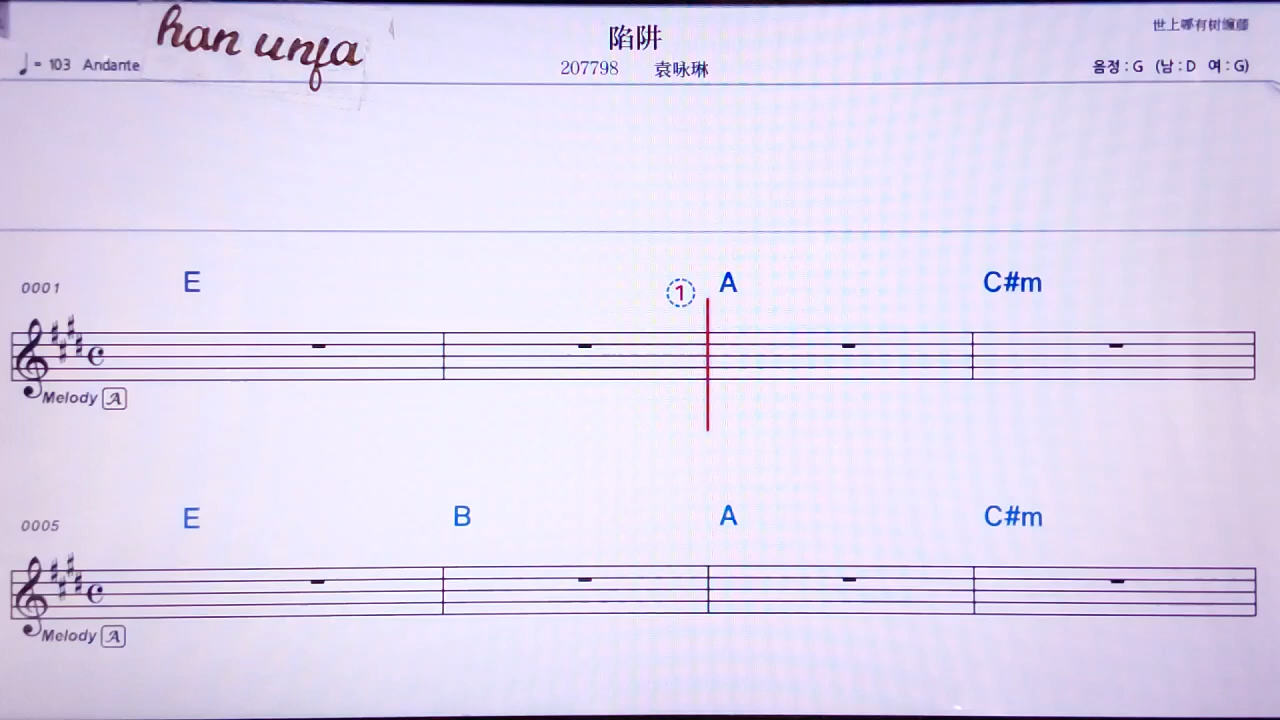 han unfa
陷阱
世上哪有树缠藤
♩= 103 Andante
207798 袁咏琳
음정 : G (남 : D 여 : G)
0001 E ① A C#m
Melody A
0005 E B A C#m
Melody A